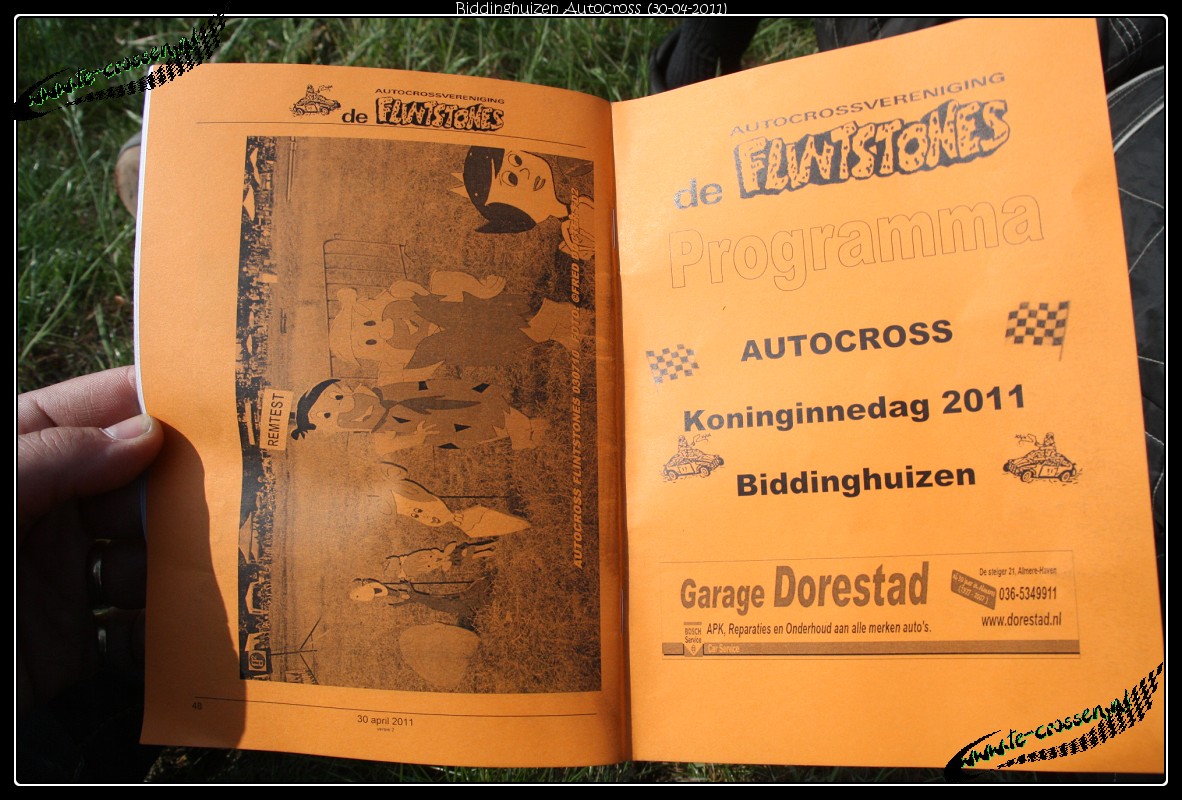 Biddinghuizen Autocross (30-04-2011)
www.te-crossen.nl
AUTOCROSSVERENIGING
de FLINTSTONES
REMTEST
48
30 april 2011
AUTOCROSSVERENIGING
de FLINTSTONES
Programma
AUTOCROSS
Koninginnedag 2011
Biddinghuizen
Garage Dorestad
De steiger 21, Almere-Haven
036-5349911
www.dorestad.nl
APK, Reparaties en Onderhoud aan alle merken auto's.
BOSCH
Service
Car Service
www.te-crossen.nl